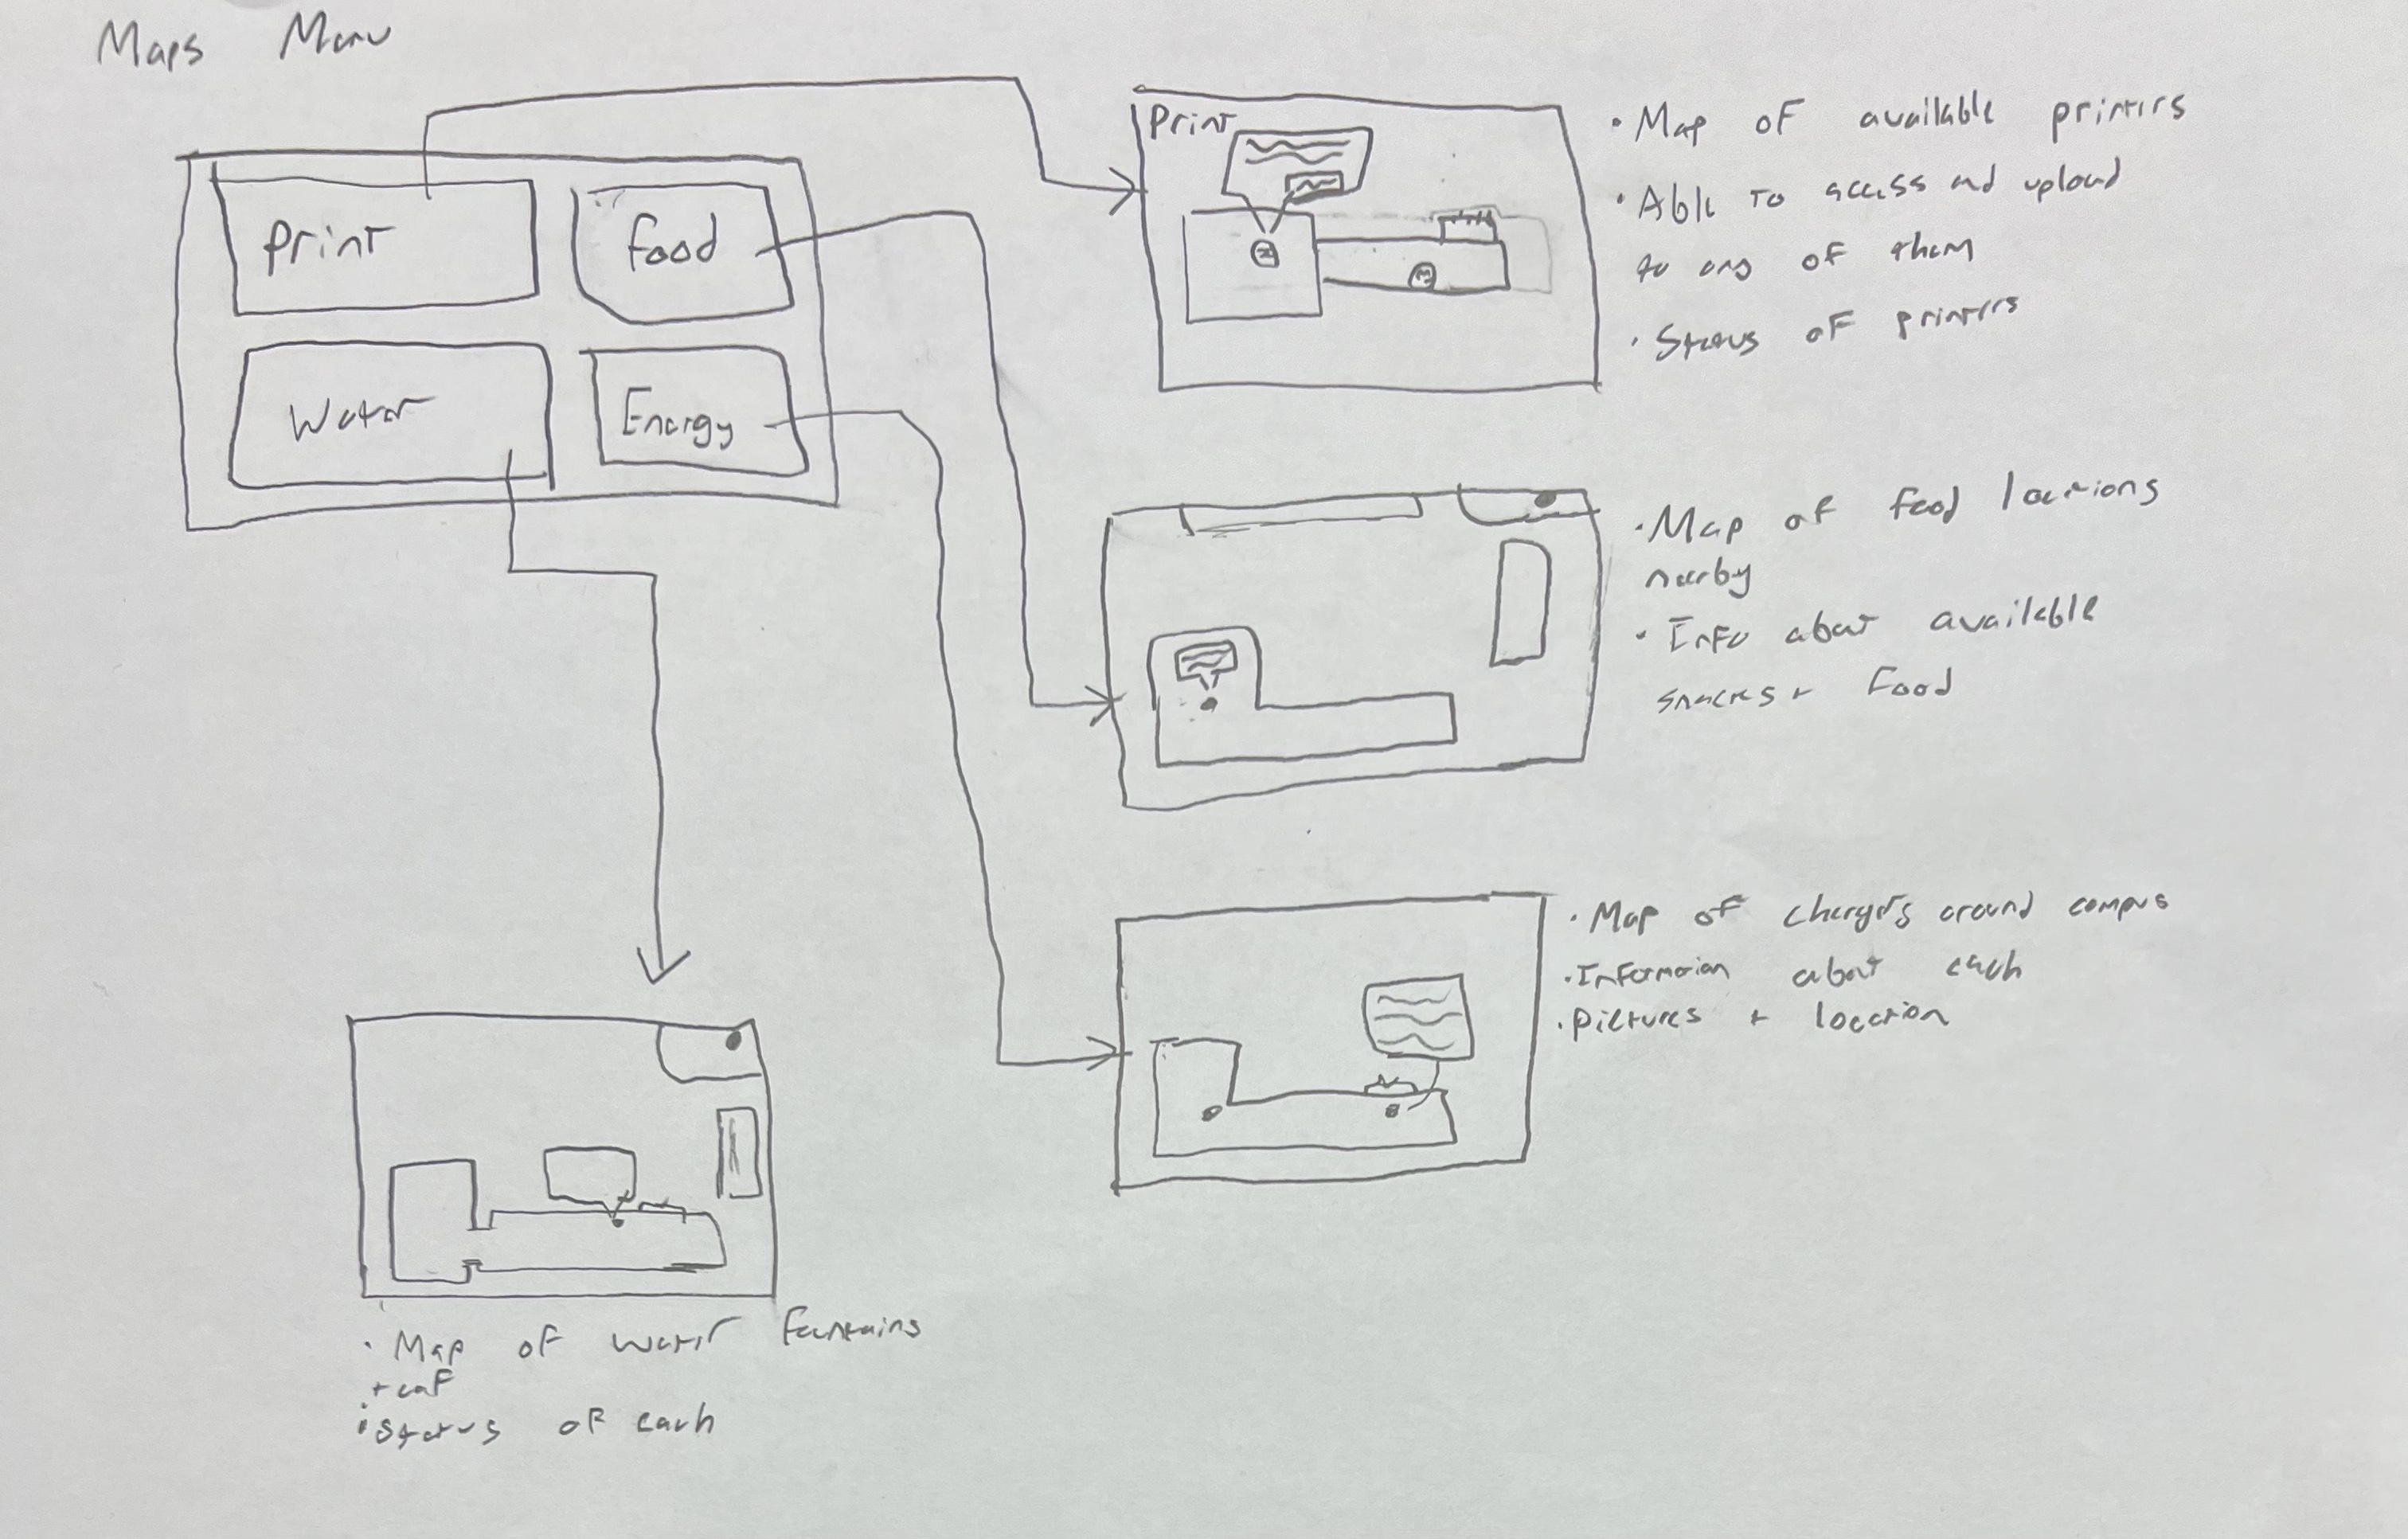 Maps Menu
Print
Food
Water
Energy
Print
• Map of available printers
• Able to access and upload
to any of them
• Status of printers
• Map of food locations
nearby
• Info about available
snacks + food
• Map of chargers around campus
• Information about each
• pictures + location
• Map of water fountains
+ caf
• Status of each